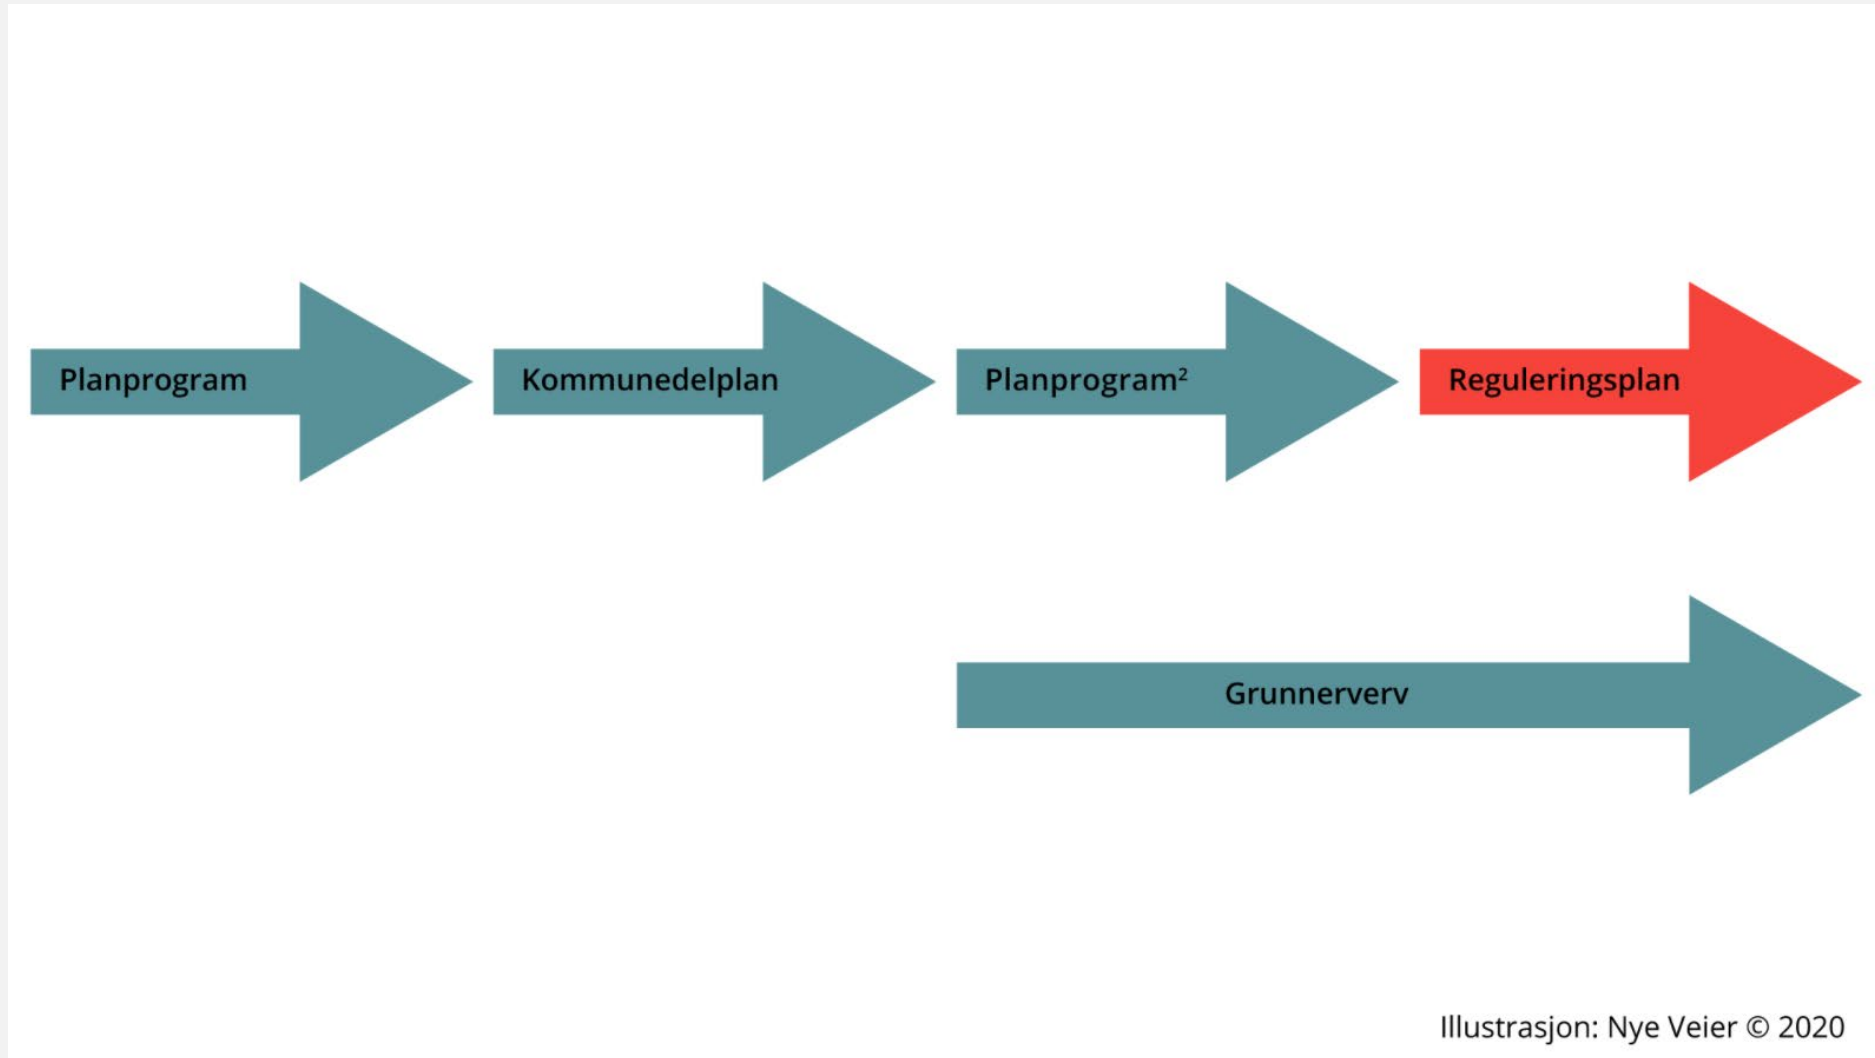 Planprogram
Kommunedelplan
Planprogram²
Reguleringsplan
Grunnerverv
Illustrasjon: Nye Veier © 2020